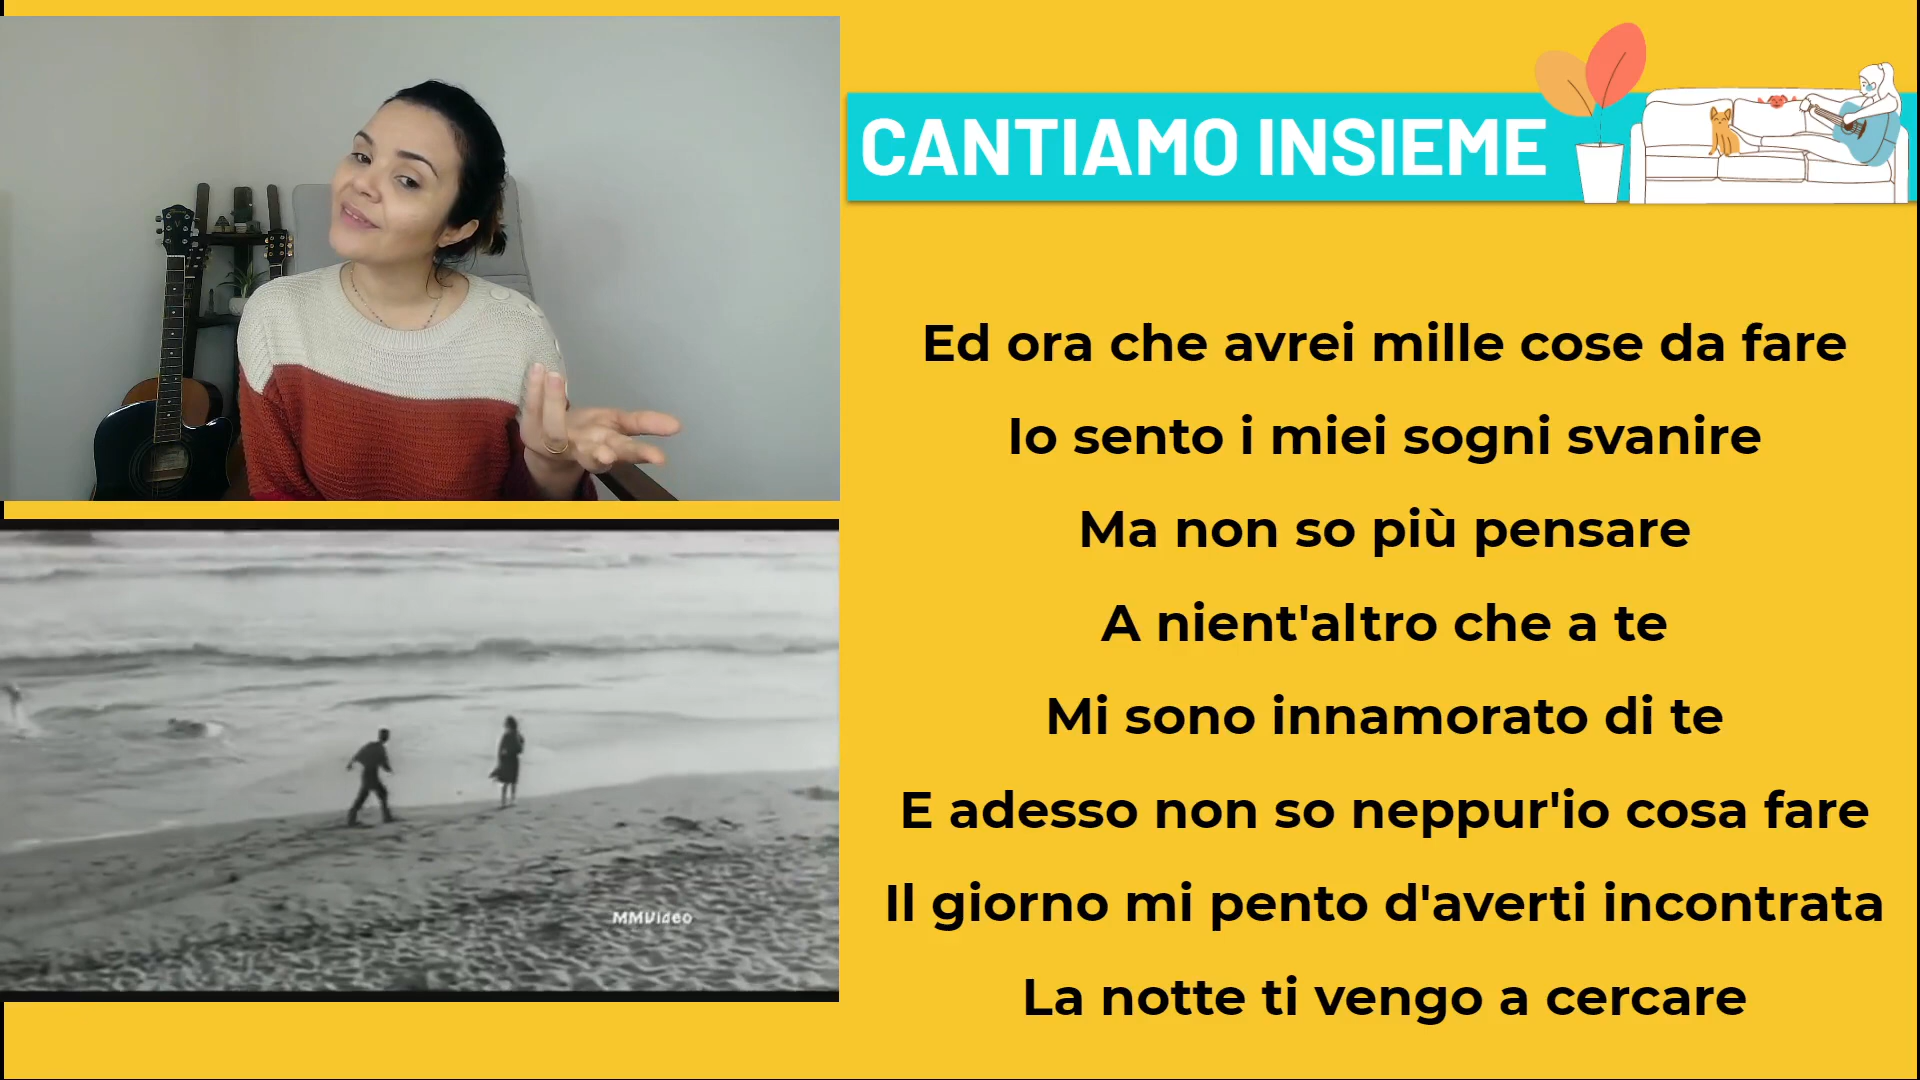 CANTIAMO INSIEME
Ed ora che avrei mille cose da fare
Io sento i miei sogni svanire
Ma non so più pensare
A nient'altro che a te
Mi sono innamorato di te
E adesso non so neppur'io cosa fare
Il giorno mi pento d'averti incontrata
La notte ti vengo a cercare
MMVideo